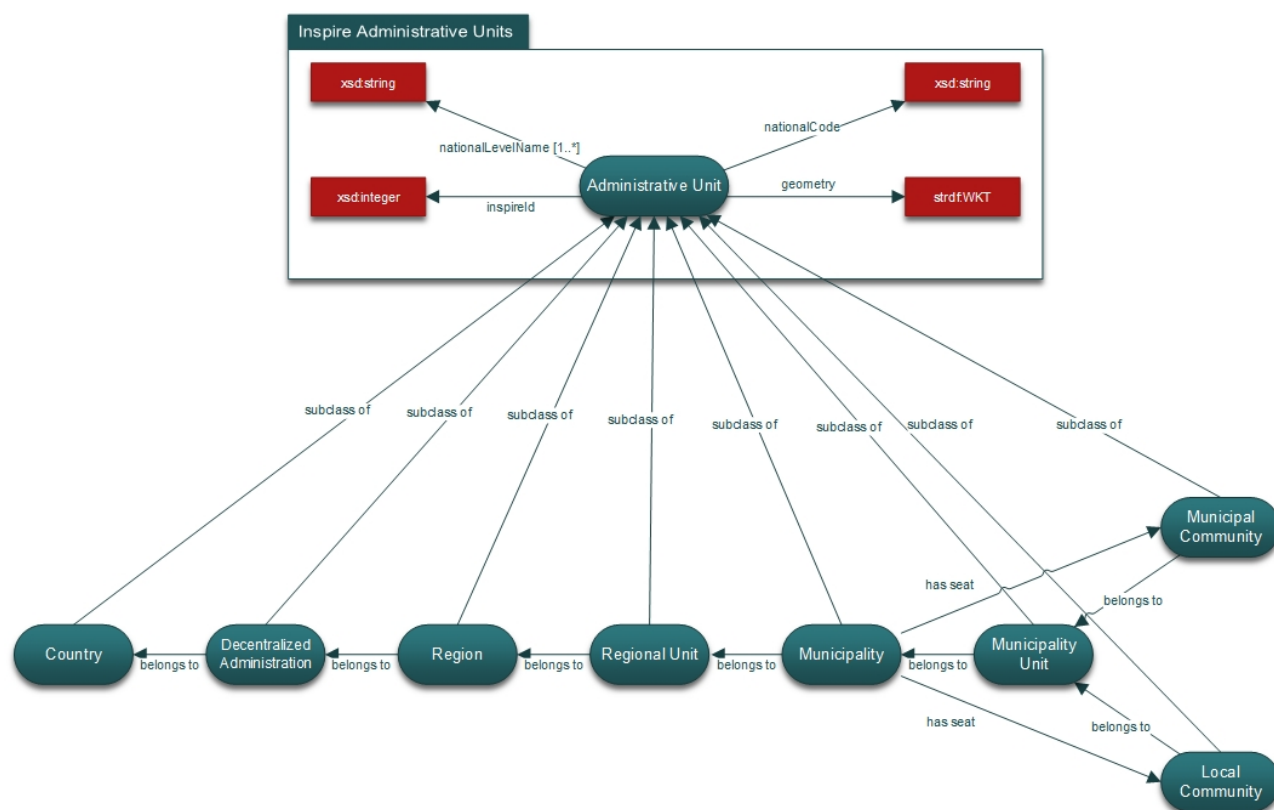 Inspire Administrative Units
xsd:string
xsd:string
nationalCode
nationalLevelName [1..*]
Administrative Unit
xsd:integer
inspireId
geometry
strdf:WKT
subclass of
subclass of
subclass of
subclass of
subclass of
subclass of
subclass of
subclass of
Municipal
Community
has seat
belongs to
Country
belongs to
Decentralized
Administration
belongs to
Region
belongs to
Regional Unit
belongs to
Municipality
belongs to
Municipality
Unit
has seat
belongs to
Local
Community